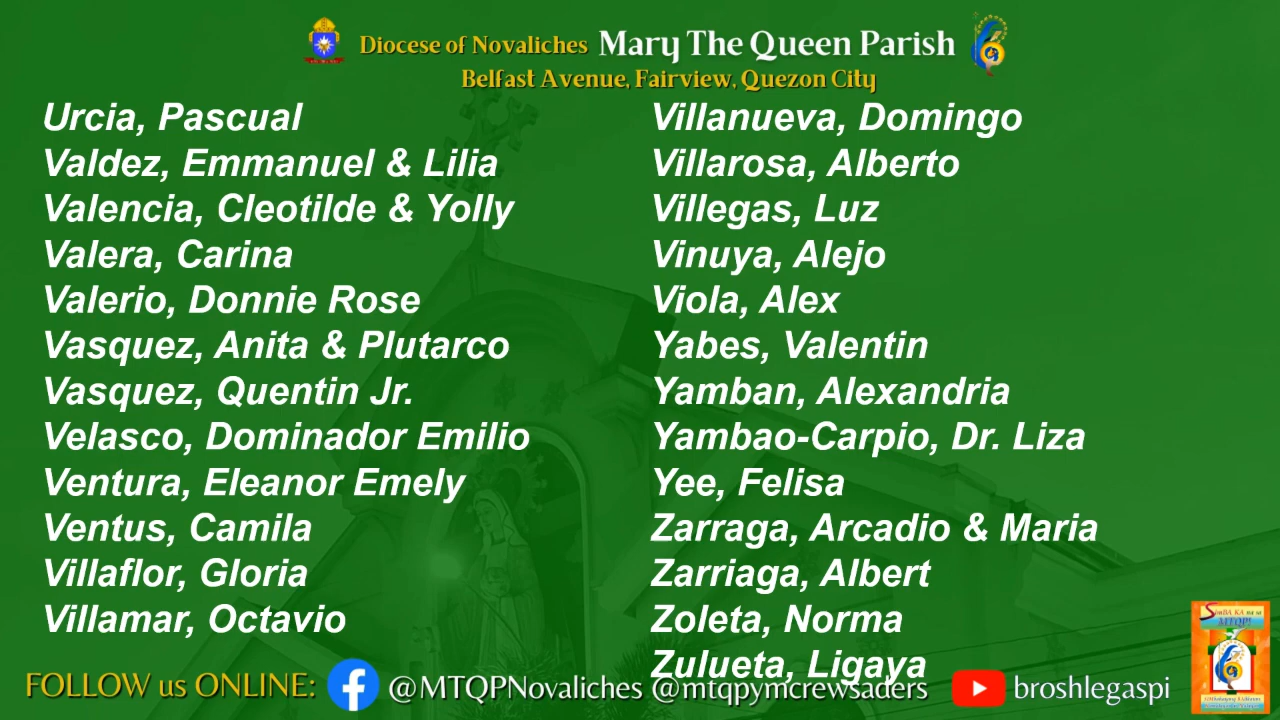 Diocese of Novaliches Mary The Queen Parish
Belfast Avenue, Fairview, Quezon City
Urcia, Pascual
Valdez, Emmanuel & Lilia
Valencia, Cleotilde & Yolly
Valera, Carina
Valerio, Donnie Rose
Vasquez, Anita & Plutarco
Vasquez, Quentin Jr.
Velasco, Dominador Emilio
Ventura, Eleanor Emely
Ventus, Camila
Villaflor, Gloria
Villamar, Octavio
Villanueva, Domingo
Villarosa, Alberto
Villegas, Luz
Vinuya, Alejo
Viola, Alex
Yabes, Valentin
Yamban, Alexandria
Yambao-Carpio, Dr. Liza
Yee, Felisa
Zarraga, Arcadio & Maria
Zarriaga, Albert
Zoleta, Norma
Zulueta, Ligaya
FOLLOW us ONLINE: @MTQPNovaliches @mtqpymcrewsaders broshlegaspi
KA na sa
MTQP!